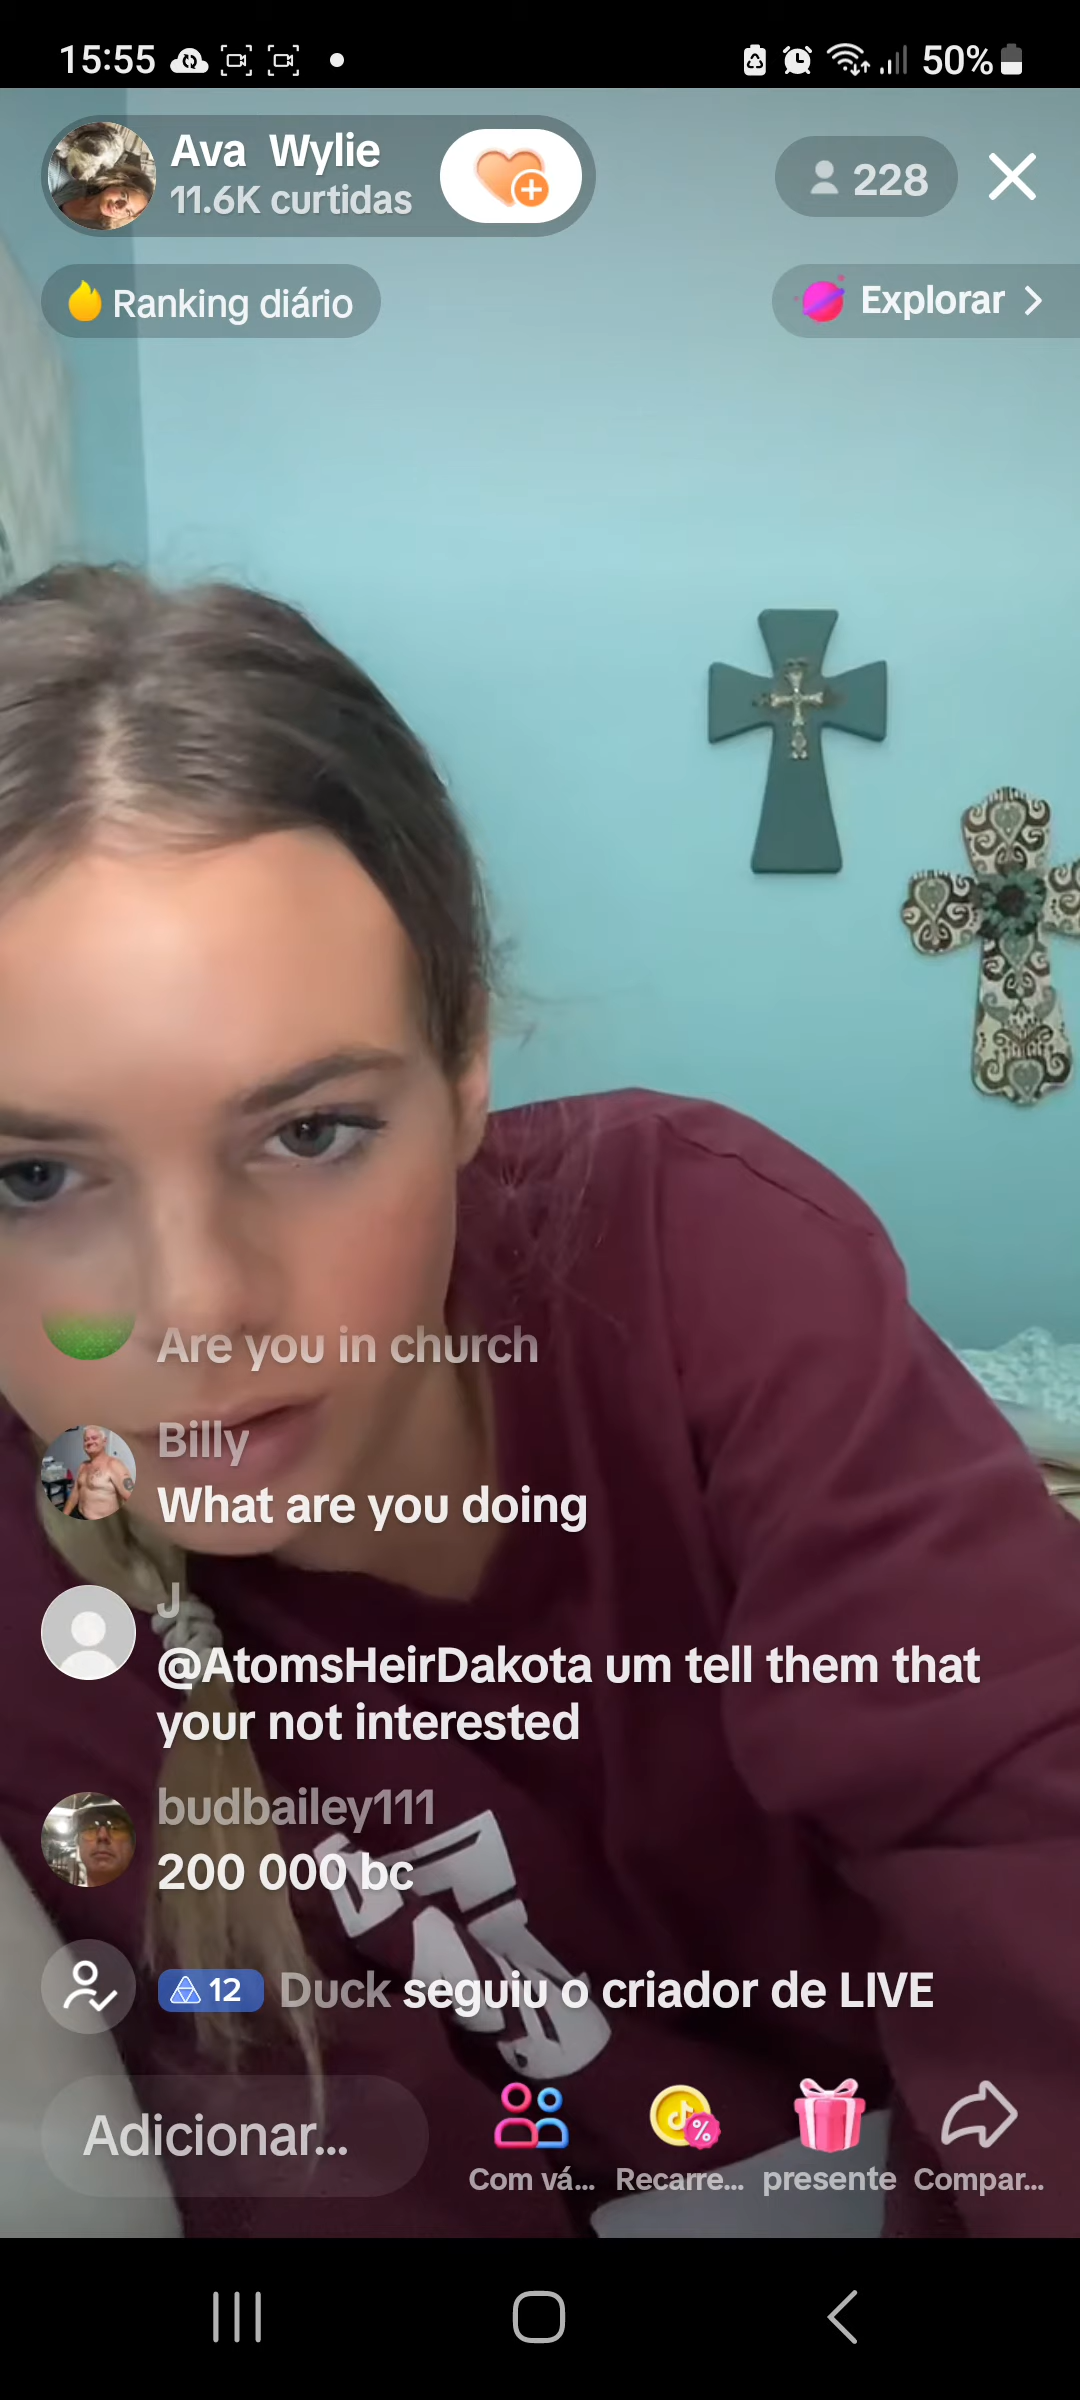 15:55
50%
Ava Wylie
11.6K curtidas
228
Ranking diário
Explorar
Are you in church
Billy
What are you doing
J
@AtomsHeirDakota um tell them that
your not interested
budbailey111
200 000 bc
12 Duck seguiu o criador de LIVE
Adicionar...
Com vá...
Recarre...
presente
Compar...